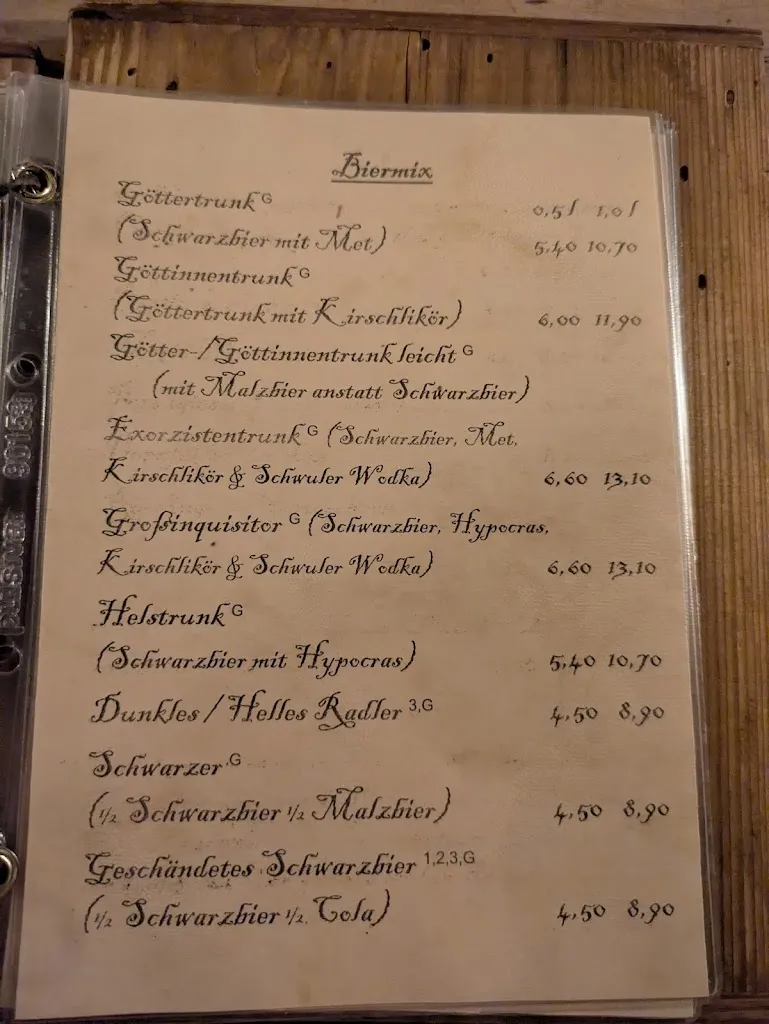 Biermix
Göttertrunk G
0,5 l 1,0 l
(Schwarzbier mit Met) 5,40 10,70
Göttinnentrunk G
(Göttertrunk mit Kirschlikör) 6,00 11,90
Götter-/Göttinnentrunk leicht G
(mit Malzbier anstatt Schwarzbier)
Exorzistentrunk G (Schwarzbier, Met,
Kirschlikör & Schwuler Wodka) 6,60 13,10
Großinquisitor G (Schwarzbier, Hypocras,
Kirschlikör & Schwuler Wodka) 6,60 13,10
Helstrunk G
(Schwarzbier mit Hypocras) 5,40 10,70
Dunkles / Helles Radler 3,G 4,50 8,90
Schwarzer G
(1/2 Schwarzbier 1/2 Malzbier) 4,50 8,90
Geschändetes Schwarzbier 1,2,3,G
(1/2 Schwarzbier 1/2 Cola) 4,50 8,90